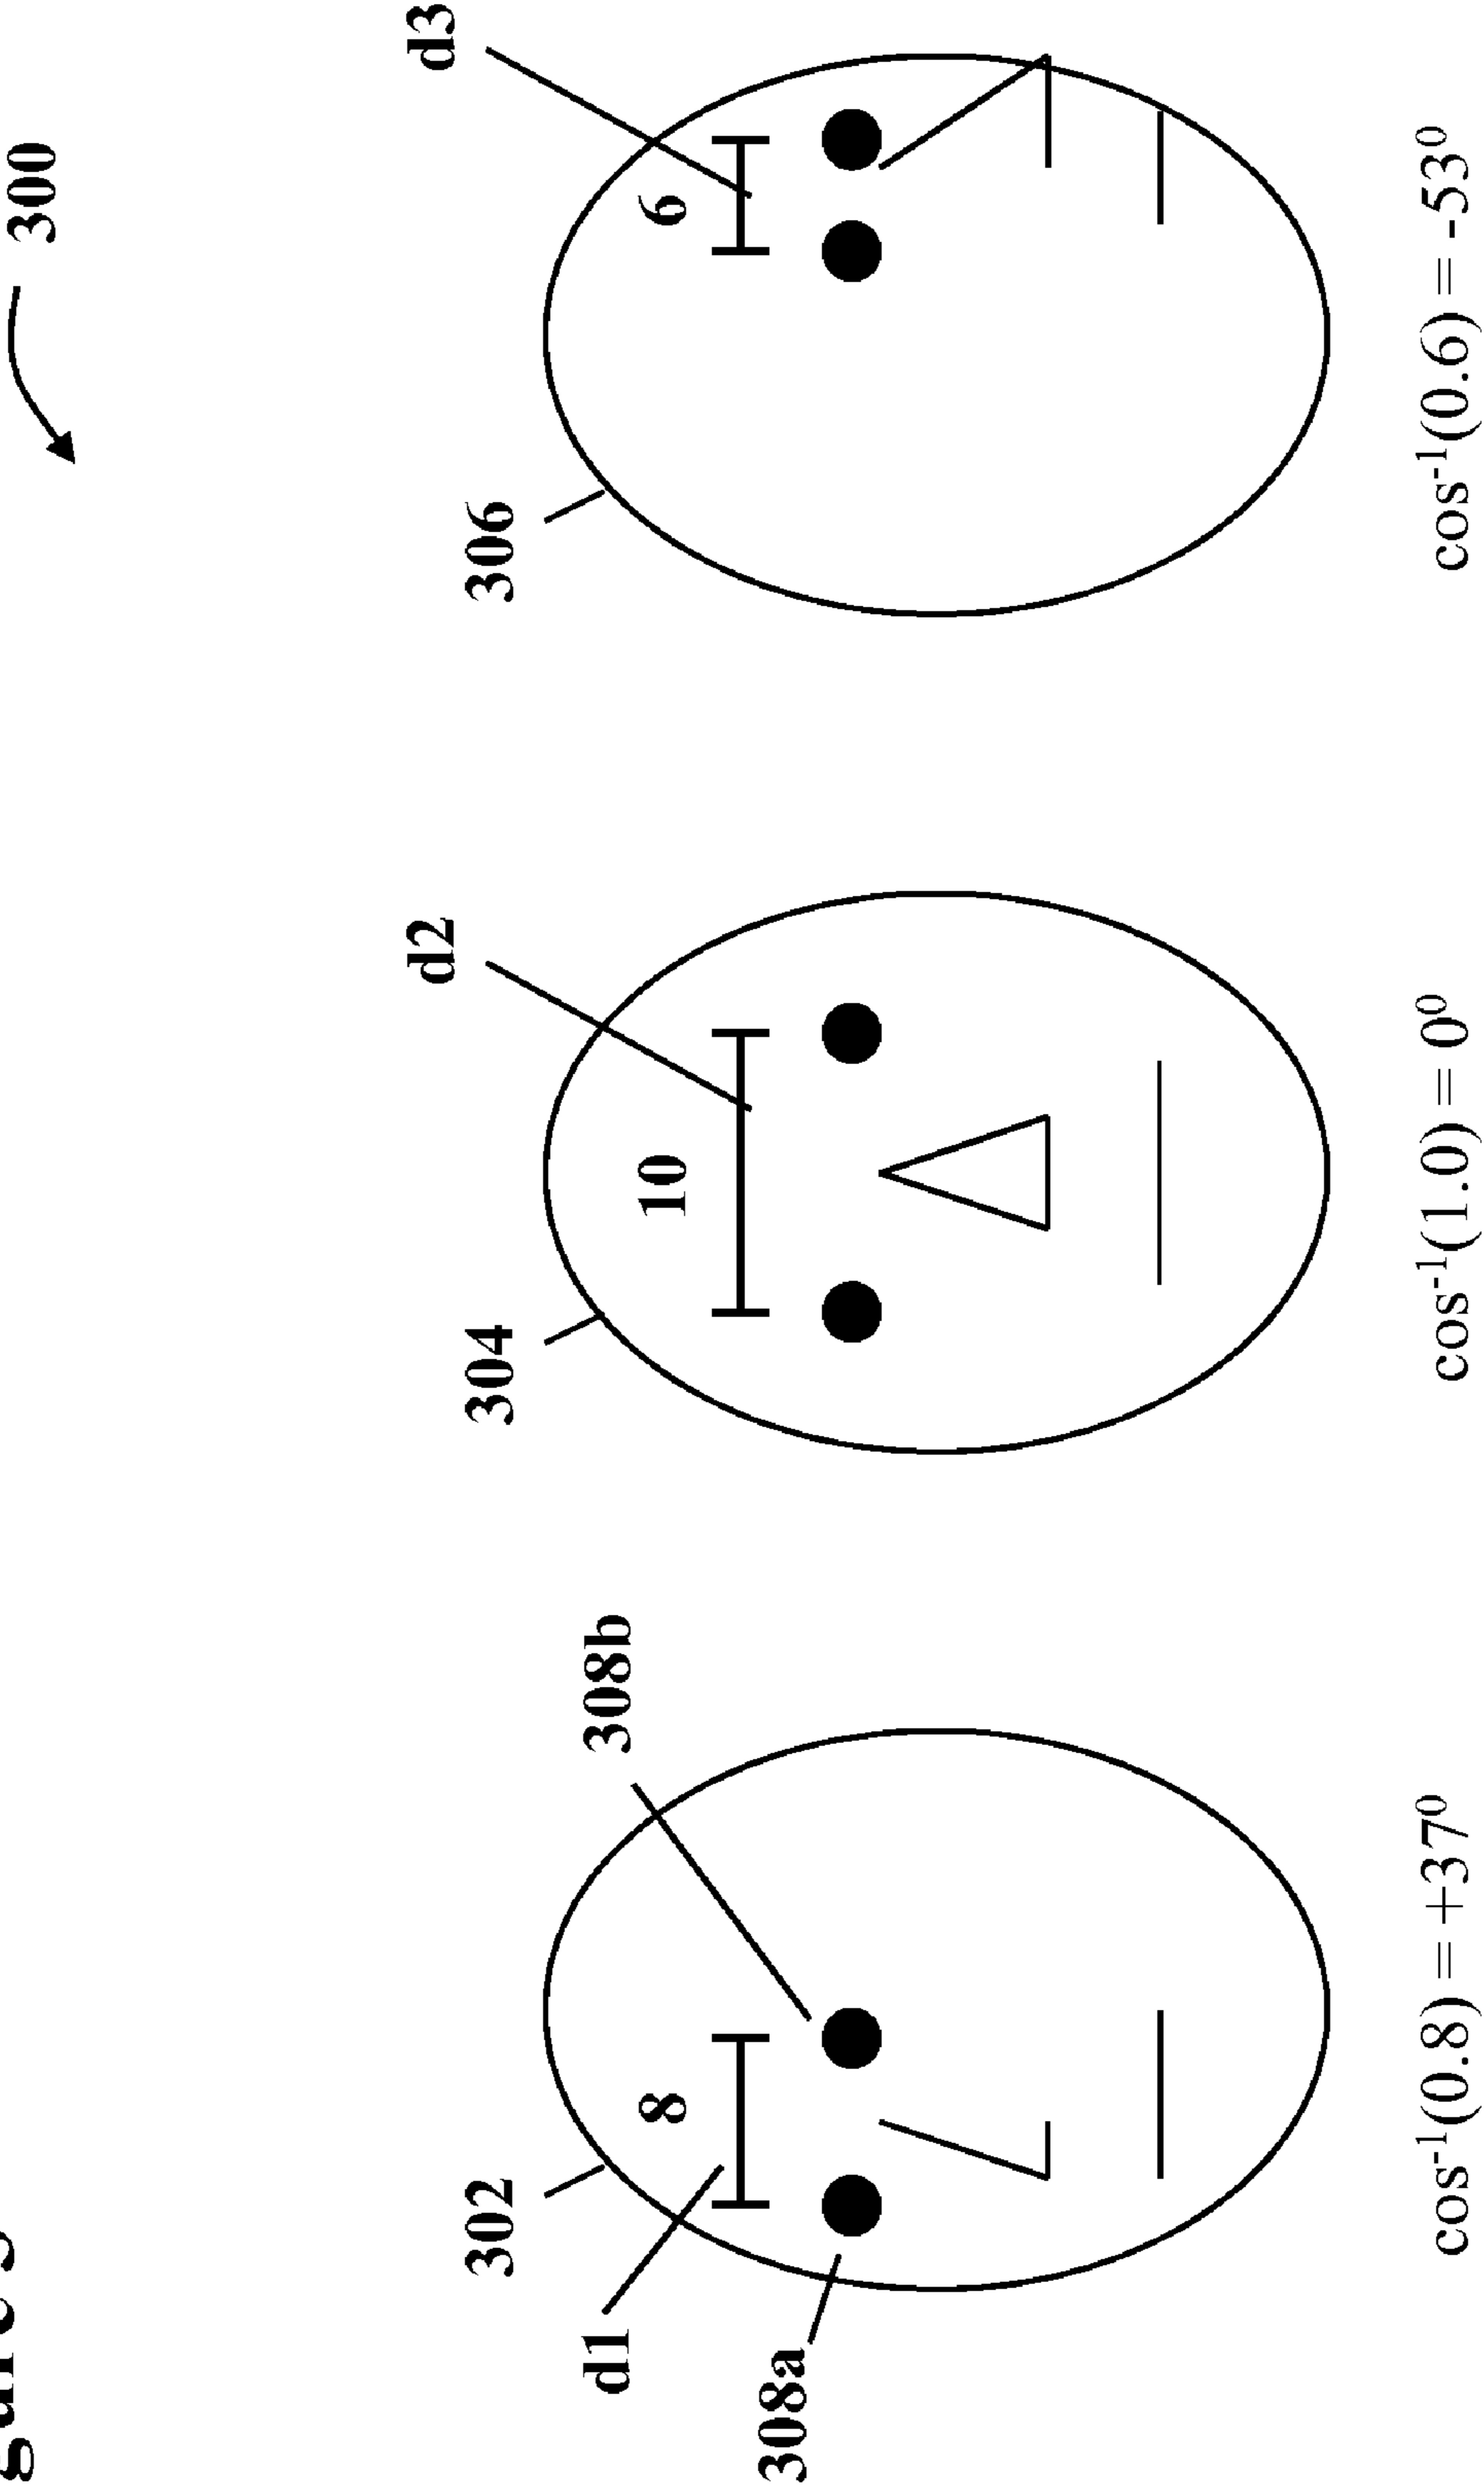 300
d2
d3
302
304
306
d1
308b
8
10
6
308a
cos⁻¹(0.8) = +37⁰
cos⁻¹(1.0) = 0⁰
cos⁻¹(0.6) = -53⁰